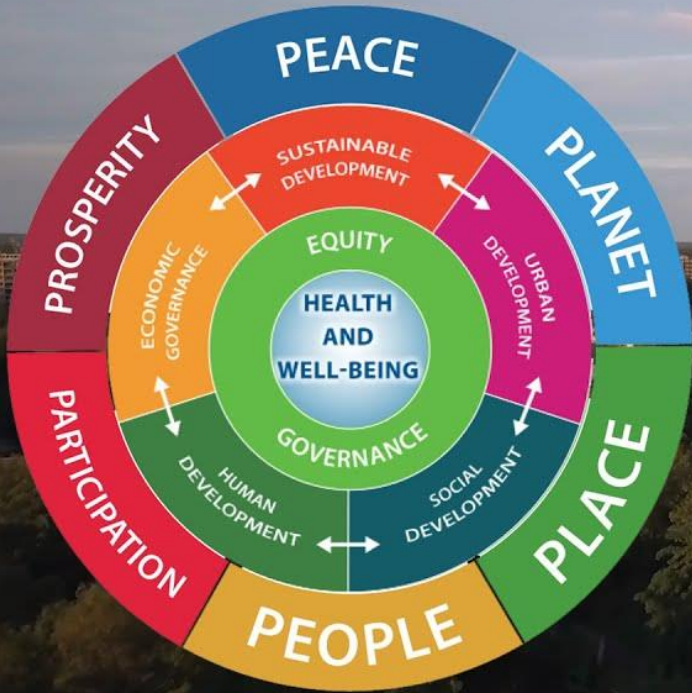 PEACE
PLANET
PLACE
PEOPLE
PARTICIPATION
PROSPERITY
SUSTAINABLE
DEVELOPMENT
URBAN
DEVELOPMENT
SOCIAL
DEVELOPMENT
HUMAN
DEVELOPMENT
ECONOMIC
GOVERNANCE
EQUITY
GOVERNANCE
HEALTH
AND
WELL-BEING